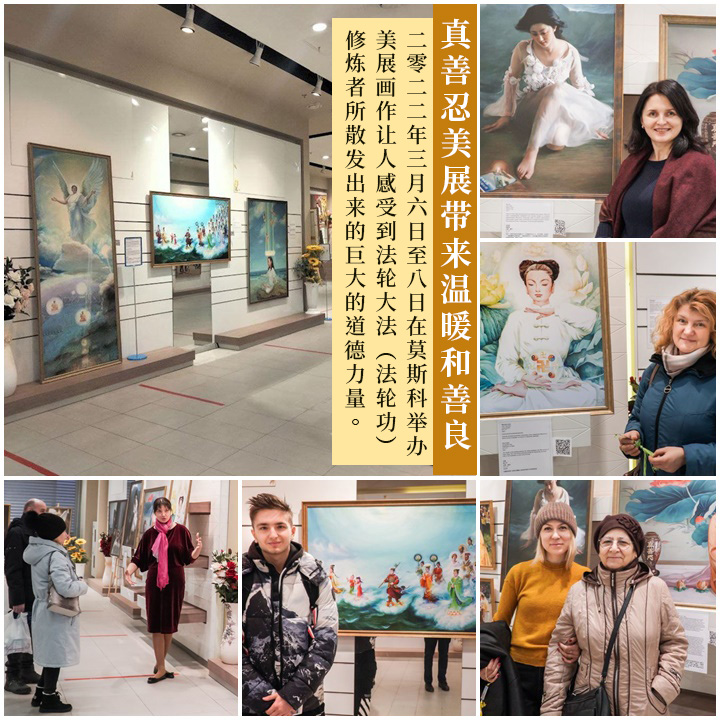 真善忍美展带来温暖和善良
二零二二年三月六日至八日在莫斯科举办
美展画作让人感受到法轮大法（法轮功）
修炼者所散发出来的巨大的道德力量。